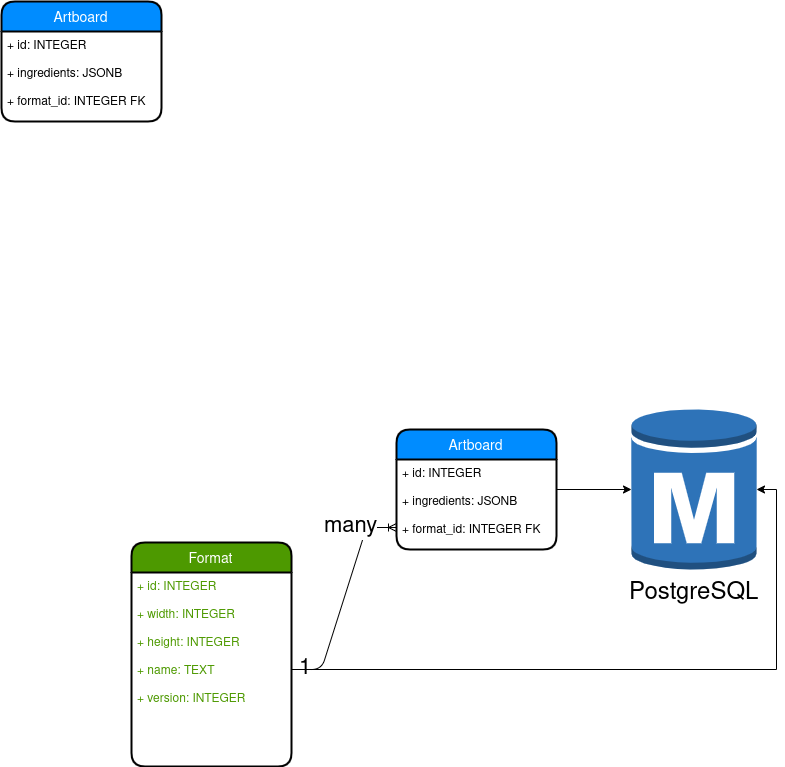 Artboard
+ id: INTEGER
+ ingredients: JSONB
+ format_id: INTEGER FK
Artboard
+ id: INTEGER
+ ingredients: JSONB
+ format_id: INTEGER FK
many
M
PostgreSQL
Format
+ id: INTEGER
+ width: INTEGER
+ height: INTEGER
+ name: TEXT
+ version: INTEGER
1